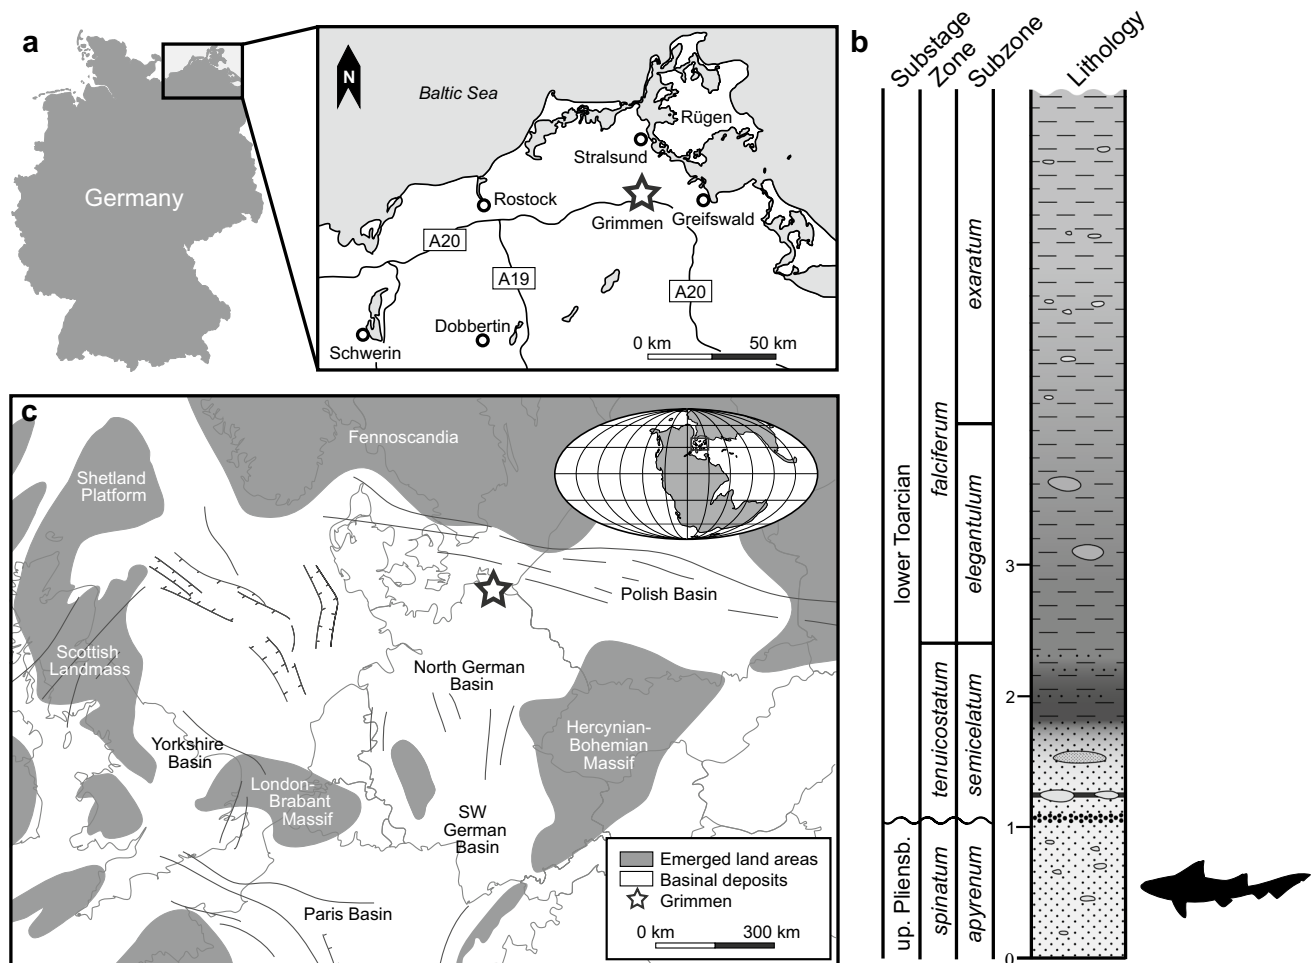 a
Germany
N
Baltic Sea
Rügen
Stralsund
Rostock
Grimmen
Greifswald
A20
A19
A20
Dobbertin
Schwerin
0 km
50 km
b
Substage
Zone
Subzone
Lithology
lower Toarcian
up. Pliensb.
falciferum
tenuicostatum
spinatum
exaratum
elegantulum
semicelatum
apyrenum
3
2
1
0
c
Fennoscandia
Shetland
Platform
Polish Basin
Scottish
Landmass
North German
Basin
Hercynian-
Bohemian
Massif
Yorkshire
Basin
London-
Brabant
Massif
SW
German
Basin
Paris Basin
Emerged land areas
Basinal deposits
Grimmen
0 km
300 km